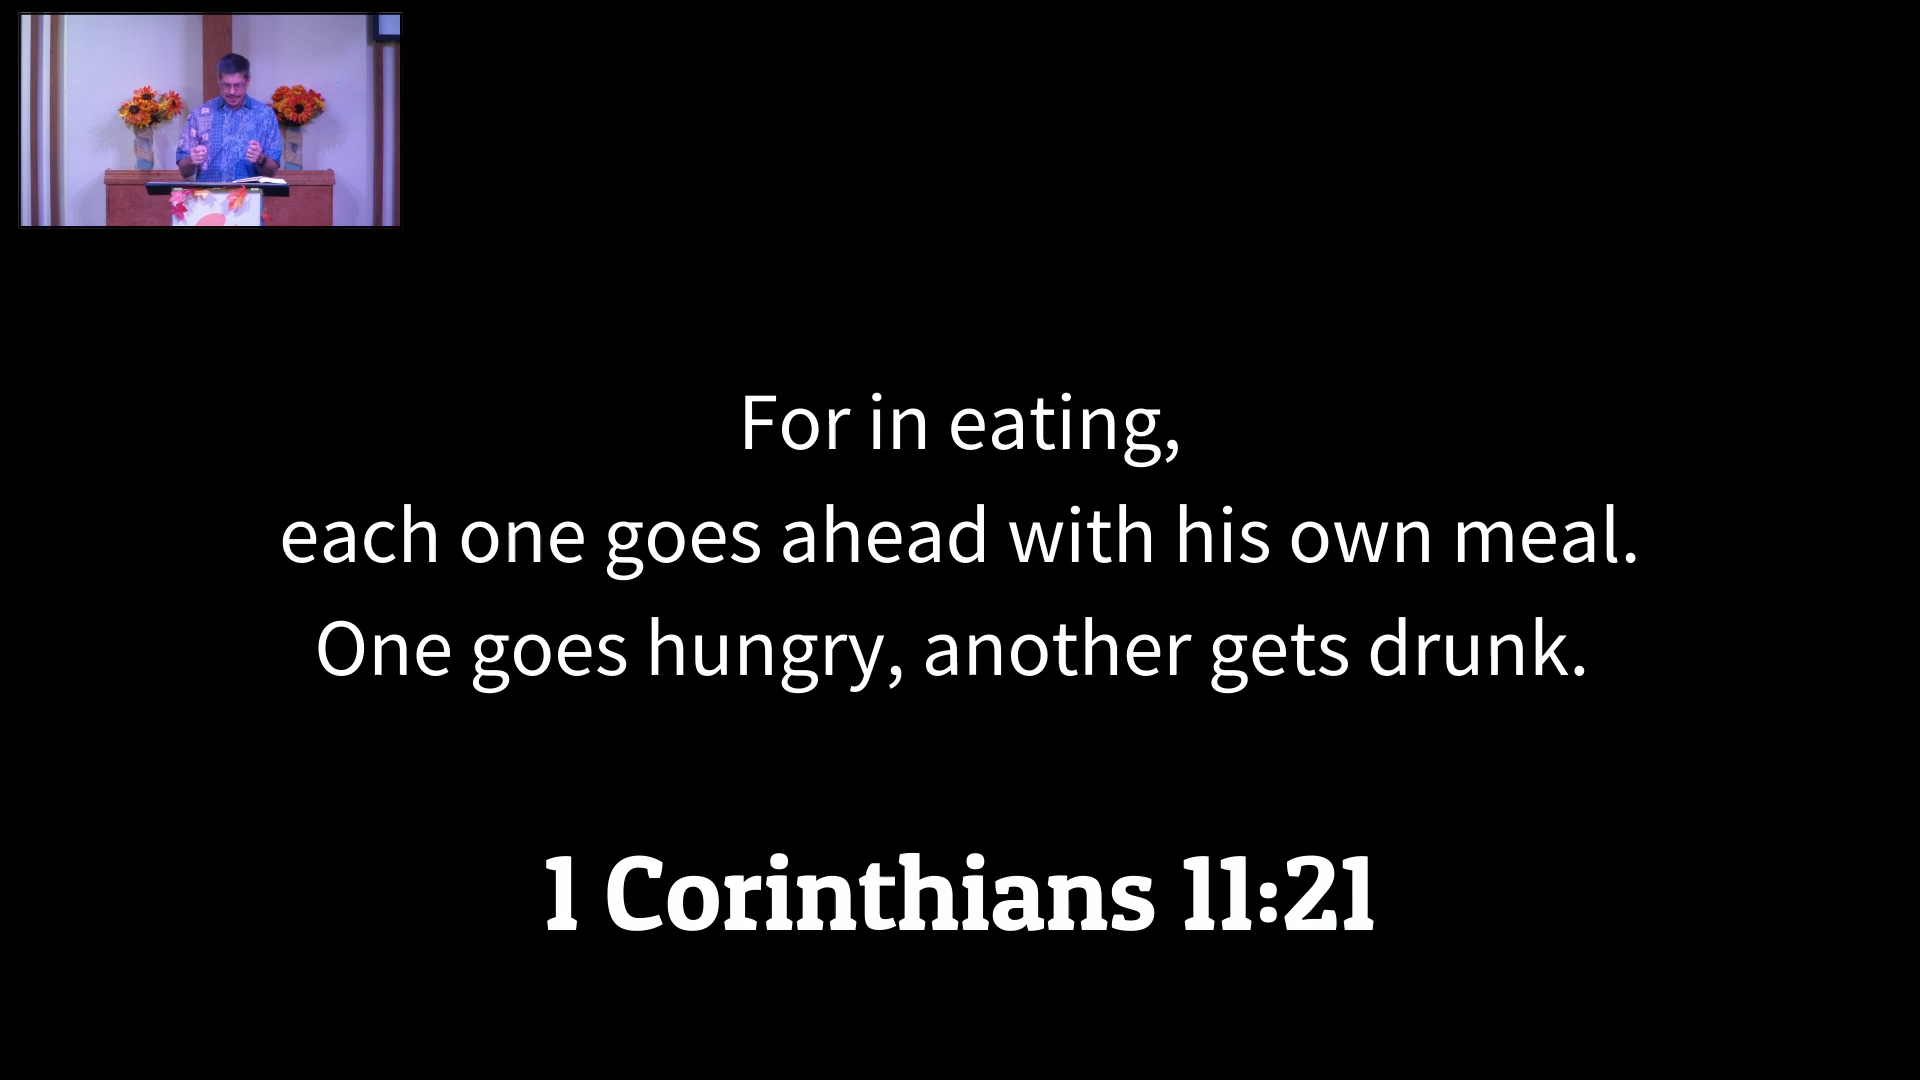 For in eating,
each one goes ahead with his own meal.
One goes hungry, another gets drunk.
1 Corinthians 11:21